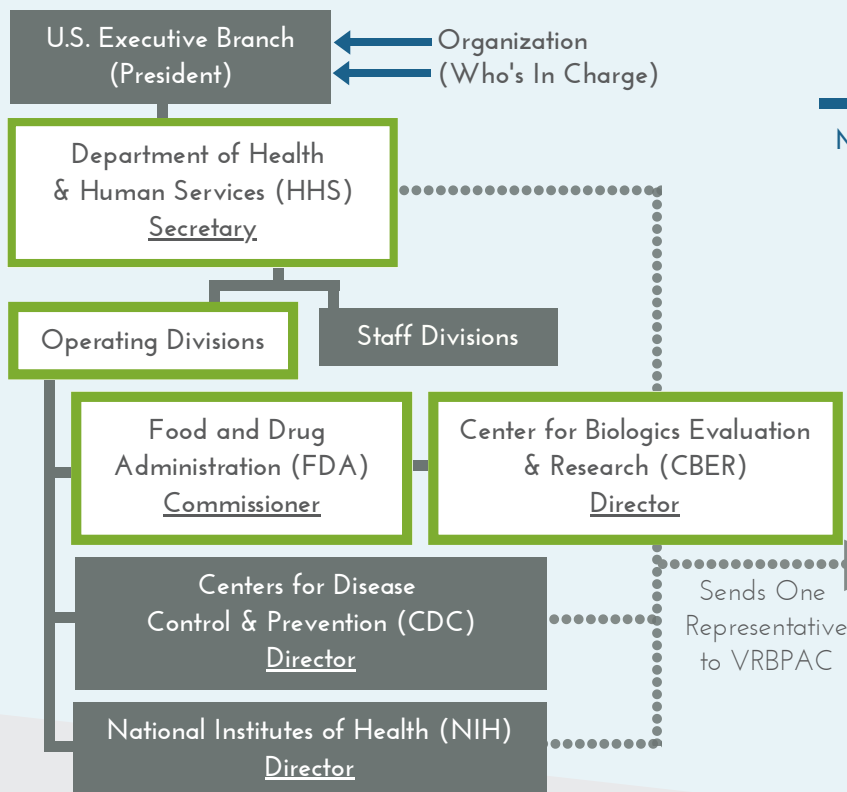 U.S. Executive Branch
(President)
Organization
(Who's In Charge)
Department of Health
& Human Services (HHS)
Secretary
Operating Divisions
Staff Divisions
Food and Drug
Administration (FDA)
Commissioner
Center for Biologics Evaluation
& Research (CBER)
Director
Centers for Disease
Control & Prevention (CDC)
Director
Sends One
Representative
to VRBPAC
National Institutes of Health (NIH)
Director